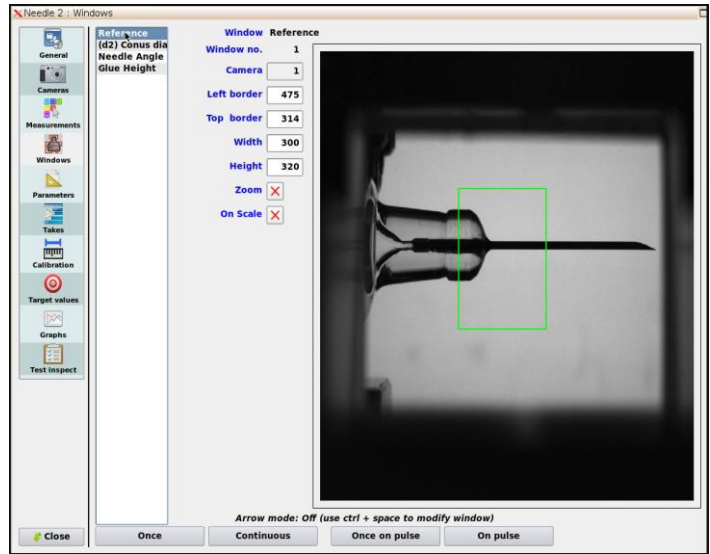 Needle 2 : Windows
General
Cameras
Measurements
Windows
Parameters
Takes
Calibration
Target values
Graphs
Test inspect
Close
Reference
(d2) Conus dia
Needle Angle
Glue Height
Window Reference
Window no. 1
Camera 1
Left border 475
Top border 314
Width 300
Height 320
Zoom
On Scale
Arrow mode: Off (use ctrl + space to modify window)
Once
Continuous
Once on pulse
On pulse